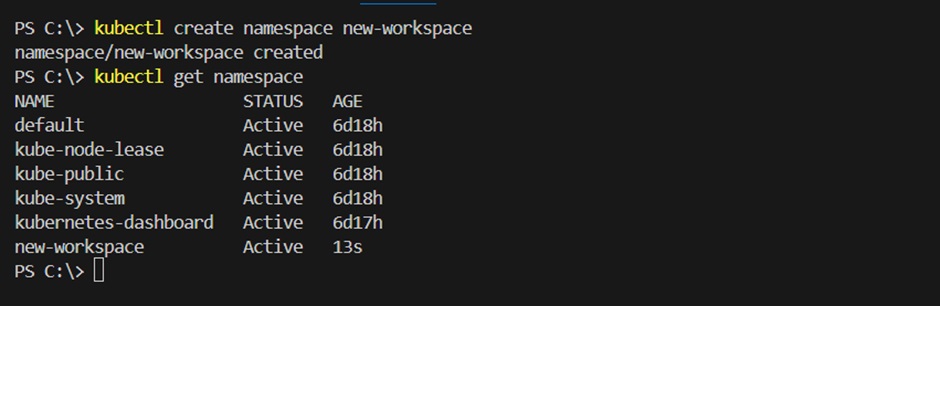 PS C:\> kubectl create namespace new-workspace
namespace/new-workspace created
PS C:\> kubectl get namespace
NAME                   STATUS   AGE
default                Active   6d18h
kube-node-lease        Active   6d18h
kube-public            Active   6d18h
kube-system            Active   6d18h
kubernetes-dashboard   Active   6d17h
new-workspace          Active   13s
PS C:\>